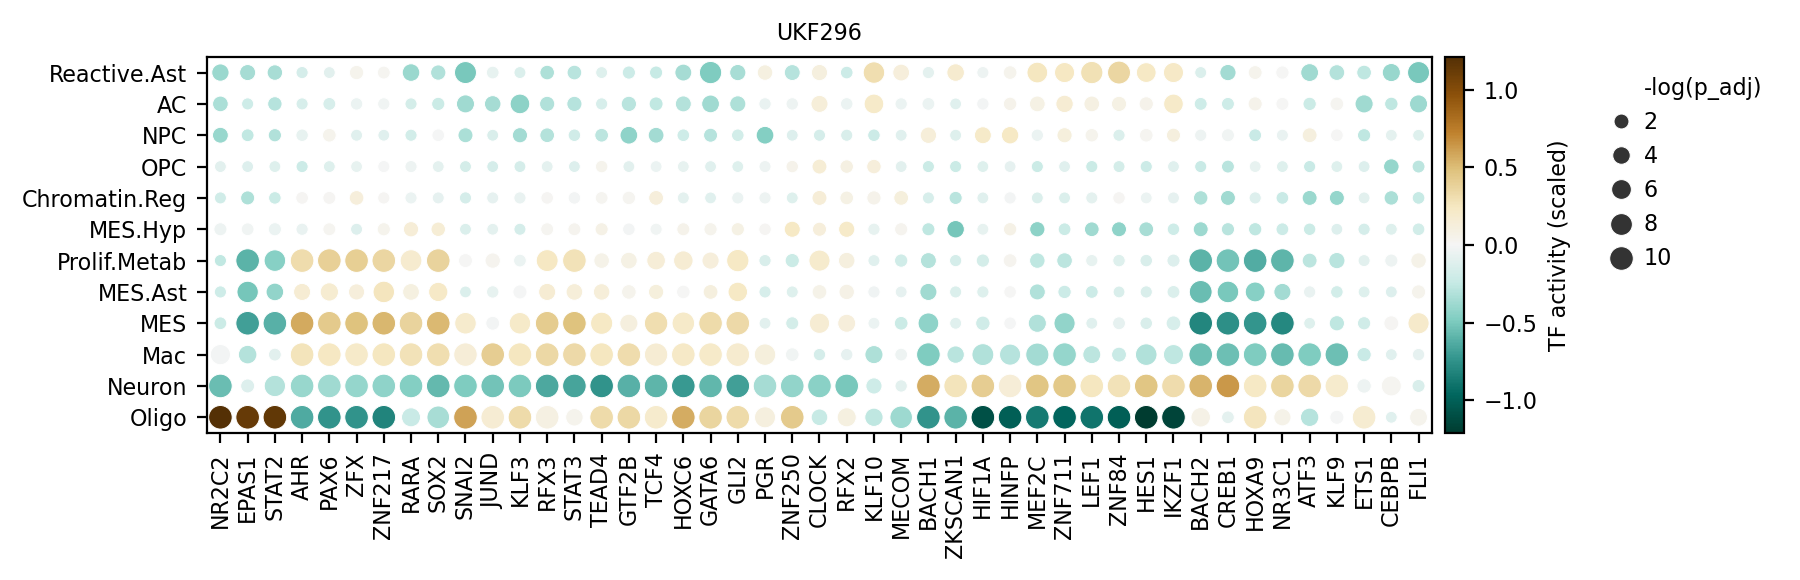 UKF296
Reactive.Ast
AC
NPC
OPC
Chromatin.Reg
MES.Hyp
Prolif.Metab
MES.Ast
MES
Mac
Neuron
Oligo
NR2C2
EPAS1
STAT2
AHR
PAX6
ZFX
ZNF217
RARA
SOX2
SNAI2
JUND
KLF3
RFX3
STAT3
TEAD4
GTF2B
TCF4
HOXC6
GATA6
GLI2
PGR
ZNF250
CLOCK
RFX2
KLF10
MECOM
BACH1
ZKSCAN1
HIF1A
HINFP
MEF2C
ZNF711
LEF1
ZNF84
HES1
IKZF1
BACH2
CREB1
HOXA9
NR3C1
ATF3
KLF9
ETS1
CEBPB
FLI1
1.0
0.5
0.0
−0.5
−1.0
TF activity (scaled)
-log(p_adj)
2
4
6
8
10